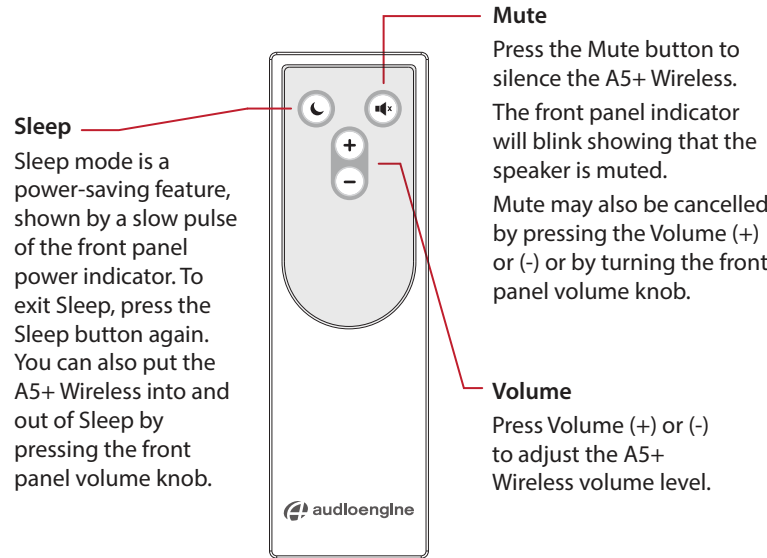 Mute
Press the Mute button to
silence the A5+ Wireless.
The front panel indicator
will blink showing that the
speaker is muted.
Mute may also be cancelled
by pressing the Volume (+)
or (-) or by turning the front
panel volume knob.
Sleep
Sleep mode is a
power-saving feature,
shown by a slow pulse
of the front panel
power indicator. To
exit Sleep, press the
Sleep button again.
You can also put the
A5+ Wireless into and
out of Sleep by
pressing the front
panel volume knob.
+
−
Volume
Press Volume (+) or (-)
to adjust the A5+
Wireless volume level.
audioengine